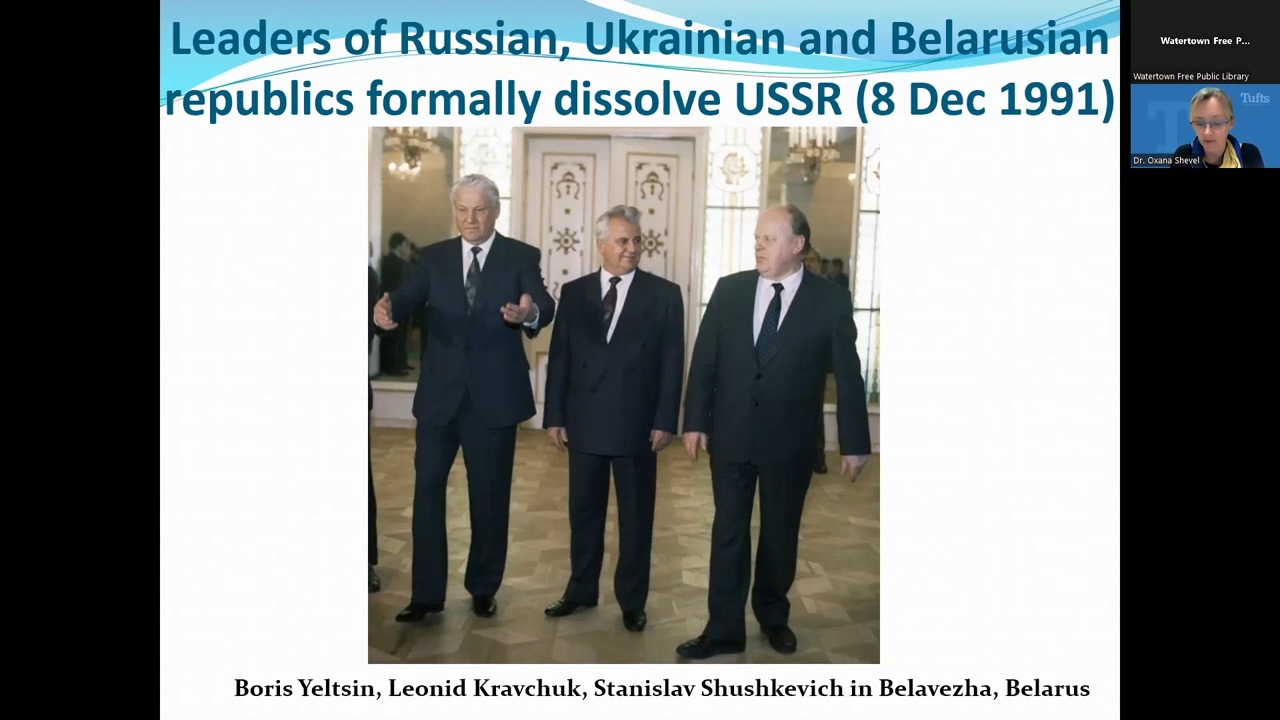 Leaders of Russian, Ukrainian and Belarusian
republics formally dissolve USSR (8 Dec 1991)
Boris Yeltsin, Leonid Kravchuk, Stanislav Shushkevich in Belavezha, Belarus
Watertown Free P...
Watertown Free Public Library
Tufts
Dr. Oxana Shevel